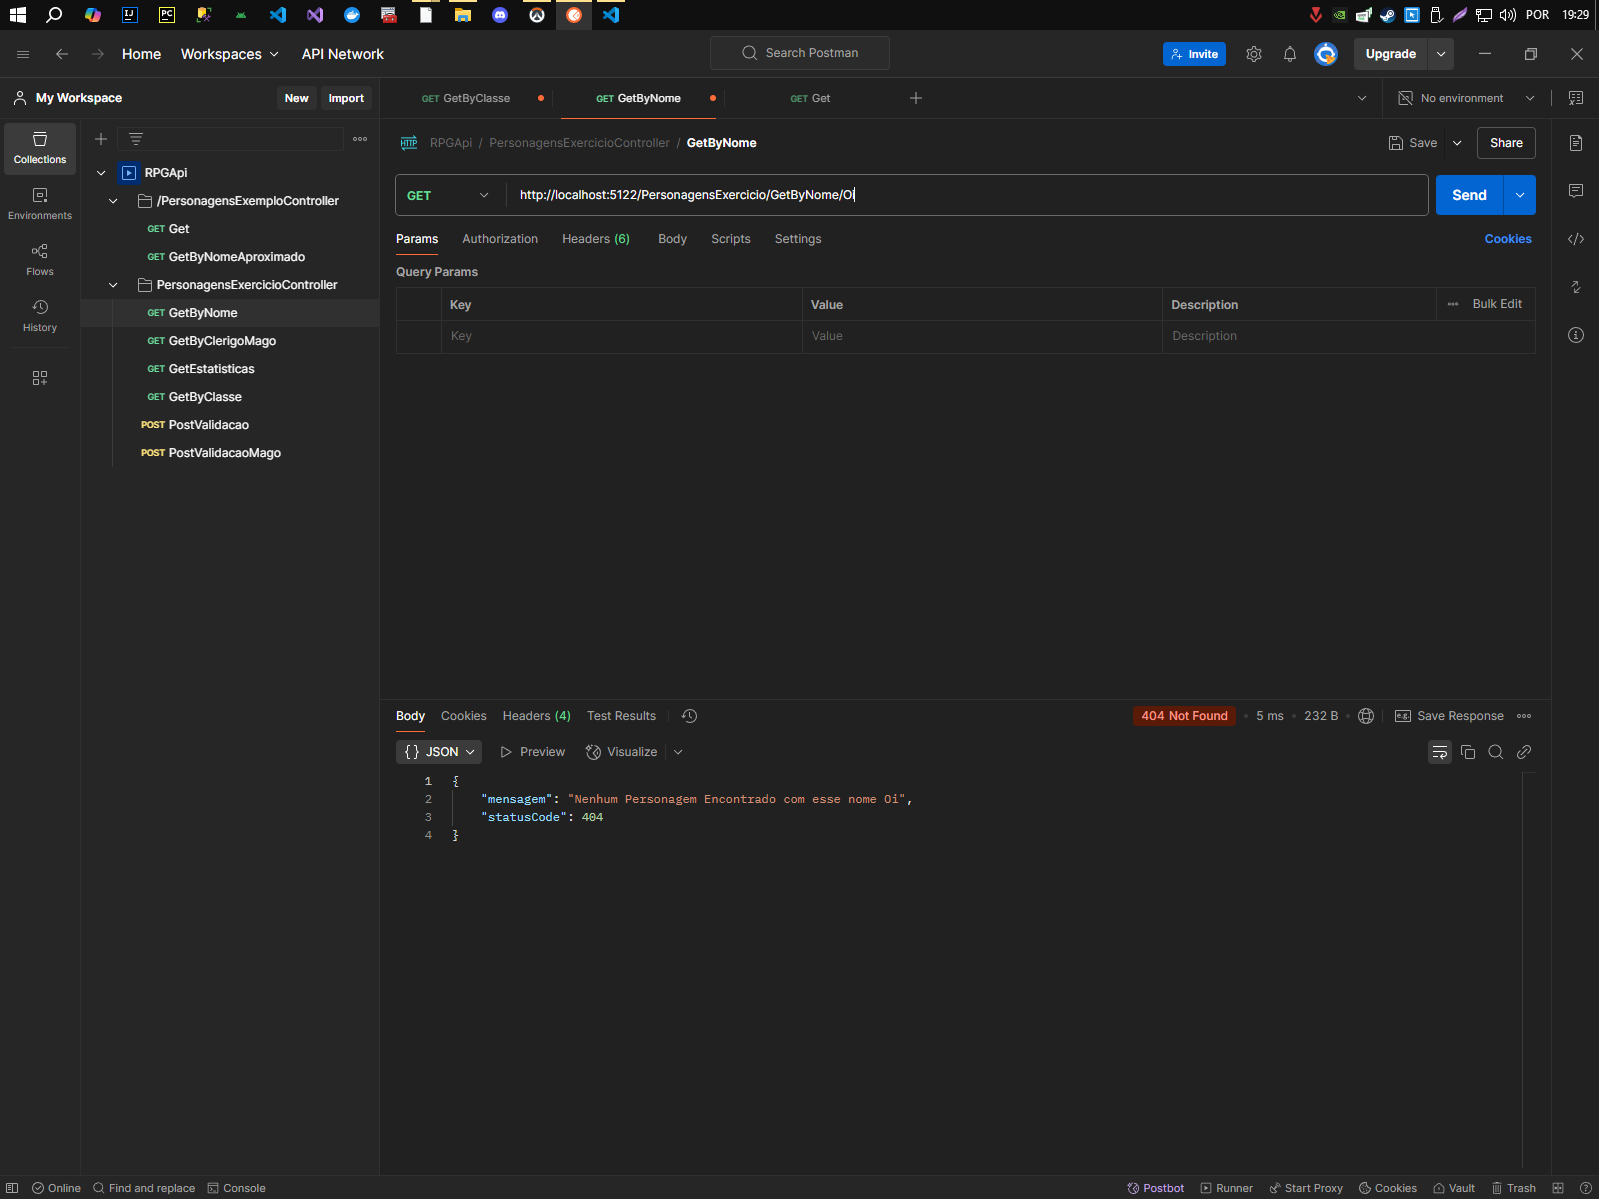 IJ
PC
POR
19:29
Home
Workspaces
API Network
Search Postman
Invite
Upgrade
My Workspace
New
Import
GET GetByClasse
GET GetByNome
GET Get
No environment
Collections
Environments
Flows
History
RPGApi
/PersonagensExemploController
GET Get
GET GetByNomeAproximado
PersonagensExercicioController
GET GetByNome
GET GetByClerigoMago
GET GetEstatisticas
GET GetByClasse
POST PostValidacao
POST PostValidacaoMago
HTTP RPGApi / PersonagensExercicioController / GetByNome
Save
Share
GET
http://localhost:5122/PersonagensExercicio/GetByNome/Oi
Send
Params Authorization Headers (6) Body Scripts Settings
Cookies
Query Params
Key Value Description Bulk Edit
Key Value Description
Body Cookies Headers (4) Test Results
404 Not Found • 5 ms • 232 B
e.g. Save Response
{} JSON Preview Visualize
1 {
2 "mensagem": "Nenhum Personagem Encontrado com esse nome Oi",
3 "statusCode": 404
4 }
Online Find and replace Console
Postbot Runner Start Proxy Cookies Vault Trash